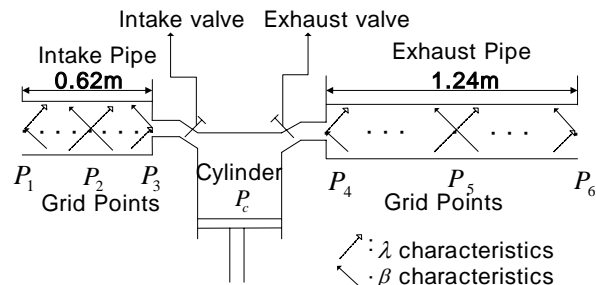 Intake valve Exhaust valve
Intake Pipe Exhaust Pipe
0.62m 1.24m
Cylinder
P1 P2 P3 Pc P4 P5 P6
Grid Points Grid Points
: λ characteristics
· β characteristics